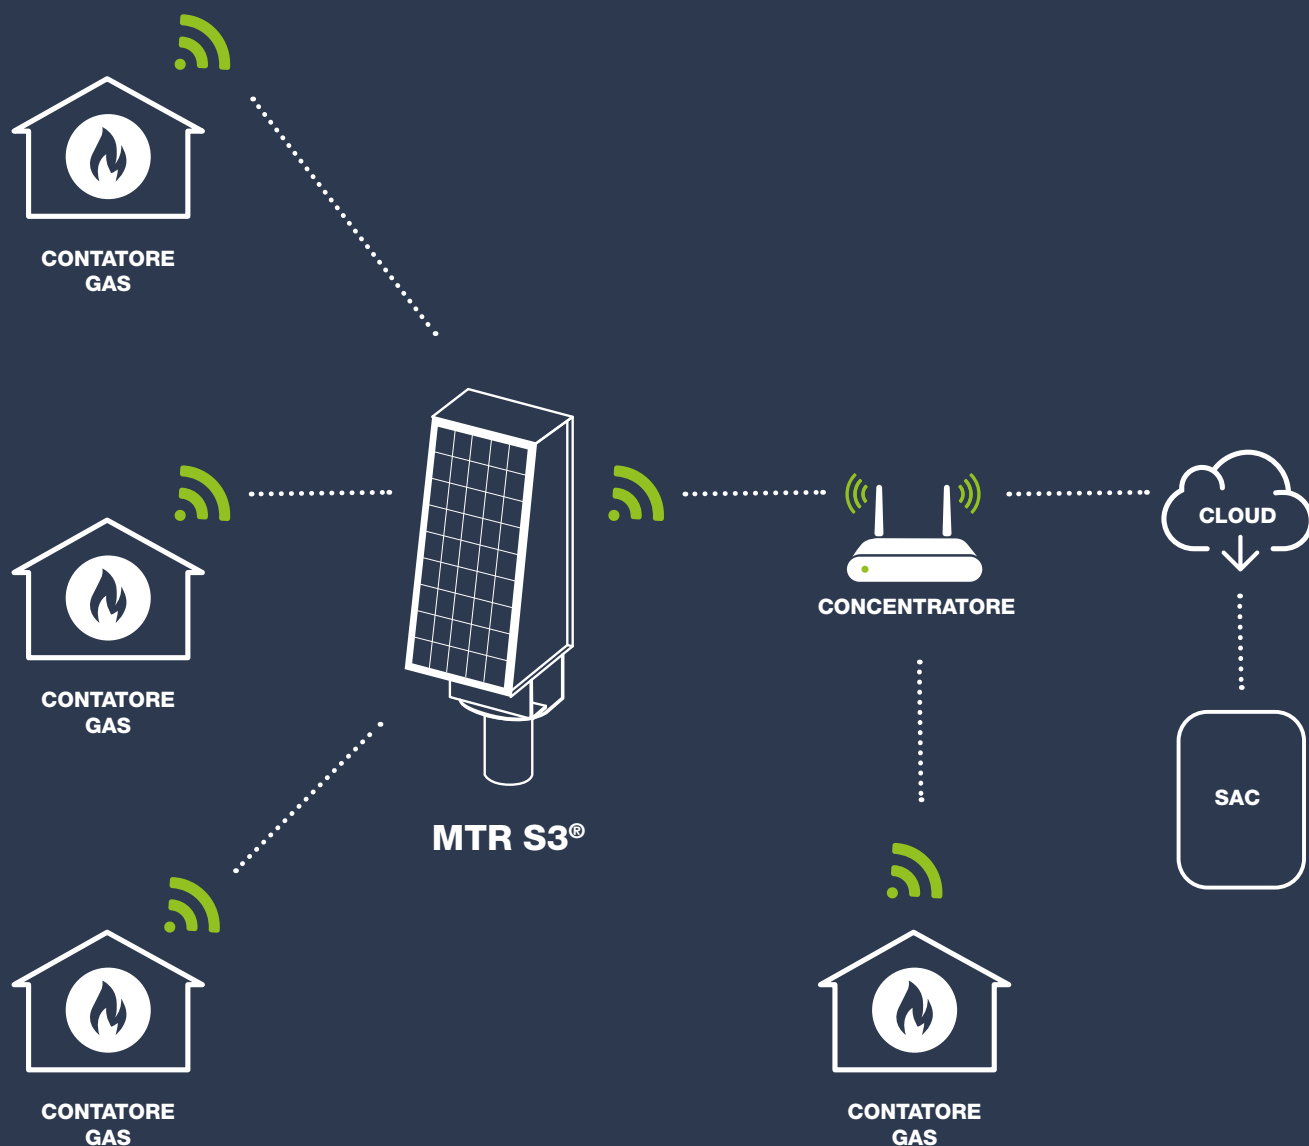 CONTATORE
GAS
CLOUD
CONCENTRATORE
CONTATORE
GAS
SAC
MTR S3®
CONTATORE
GAS
CONTATORE
GAS